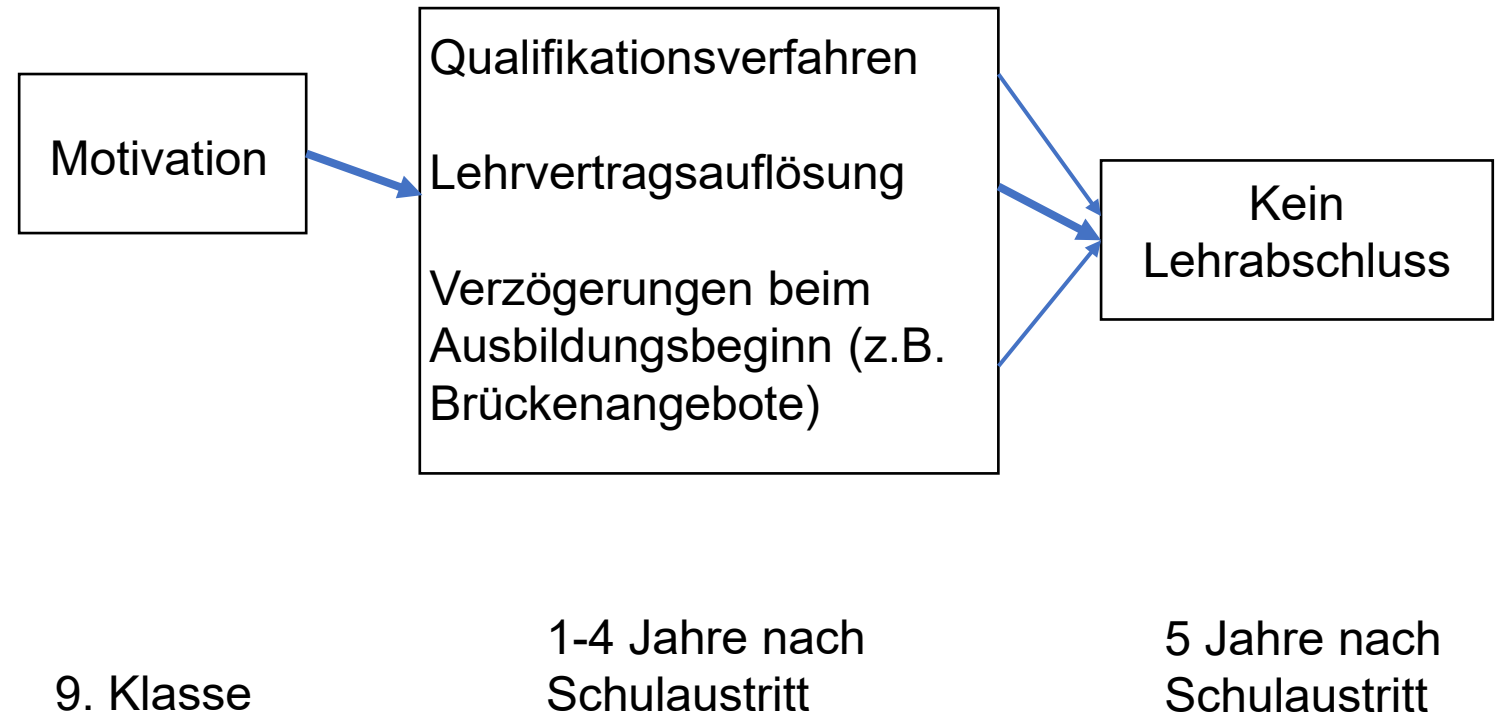 Motivation
Qualifikationsverfahren
Lehrvertragsauflösung
Verzögerungen beim
Ausbildungsbeginn (z.B.
Brückenangebote)
Kein
Lehrabschluss
9. Klasse
1-4 Jahre nach
Schulaustritt
5 Jahre nach
Schulaustritt